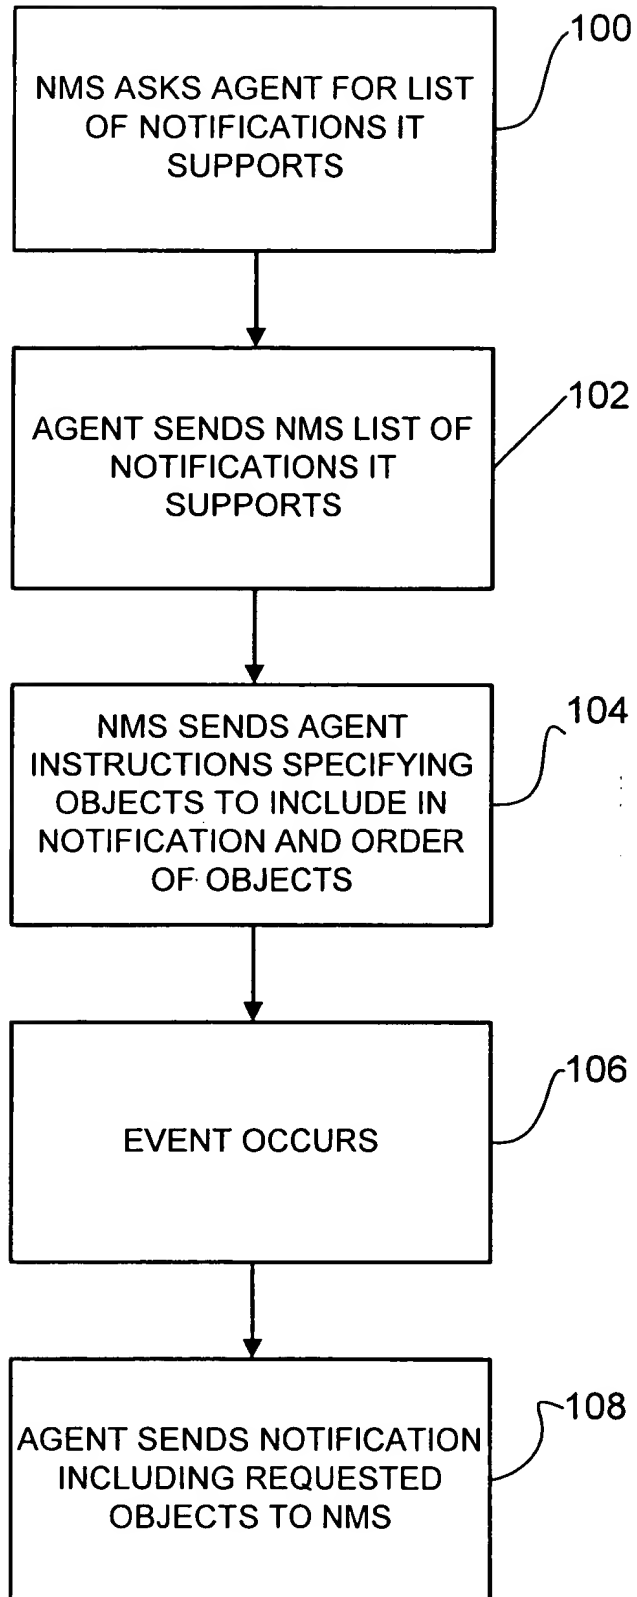 100
NMS ASKS AGENT FOR LIST
OF NOTIFICATIONS IT
SUPPORTS
102
AGENT SENDS NMS LIST OF
NOTIFICATIONS IT
SUPPORTS
104
NMS SENDS AGENT
INSTRUCTIONS SPECIFYING
OBJECTS TO INCLUDE IN
NOTIFICATION AND ORDER
OF OBJECTS
106
EVENT OCCURS
108
AGENT SENDS NOTIFICATION
INCLUDING REQUESTED
OBJECTS TO NMS